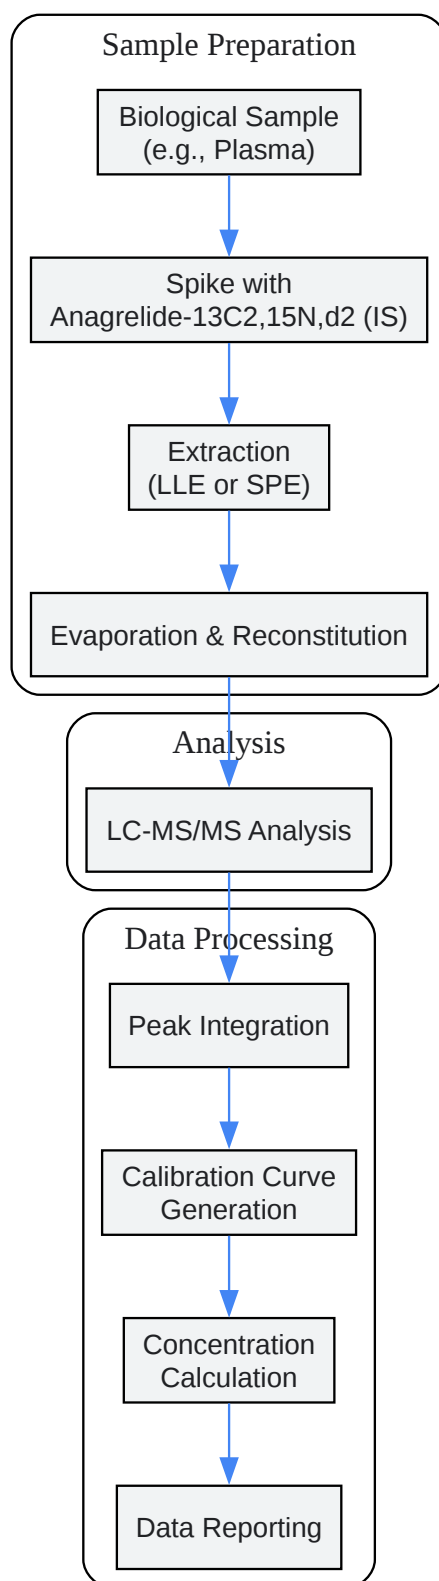 Sample Preparation
Biological Sample
(e.g., Plasma)
Spike with
Anagrelide-13C2,15N,d2 (IS)
Extraction
(LLE or SPE)
Evaporation & Reconstitution
Analysis
LC-MS/MS Analysis
Data Processing
Peak Integration
Calibration Curve
Generation
Concentration
Calculation
Data Reporting